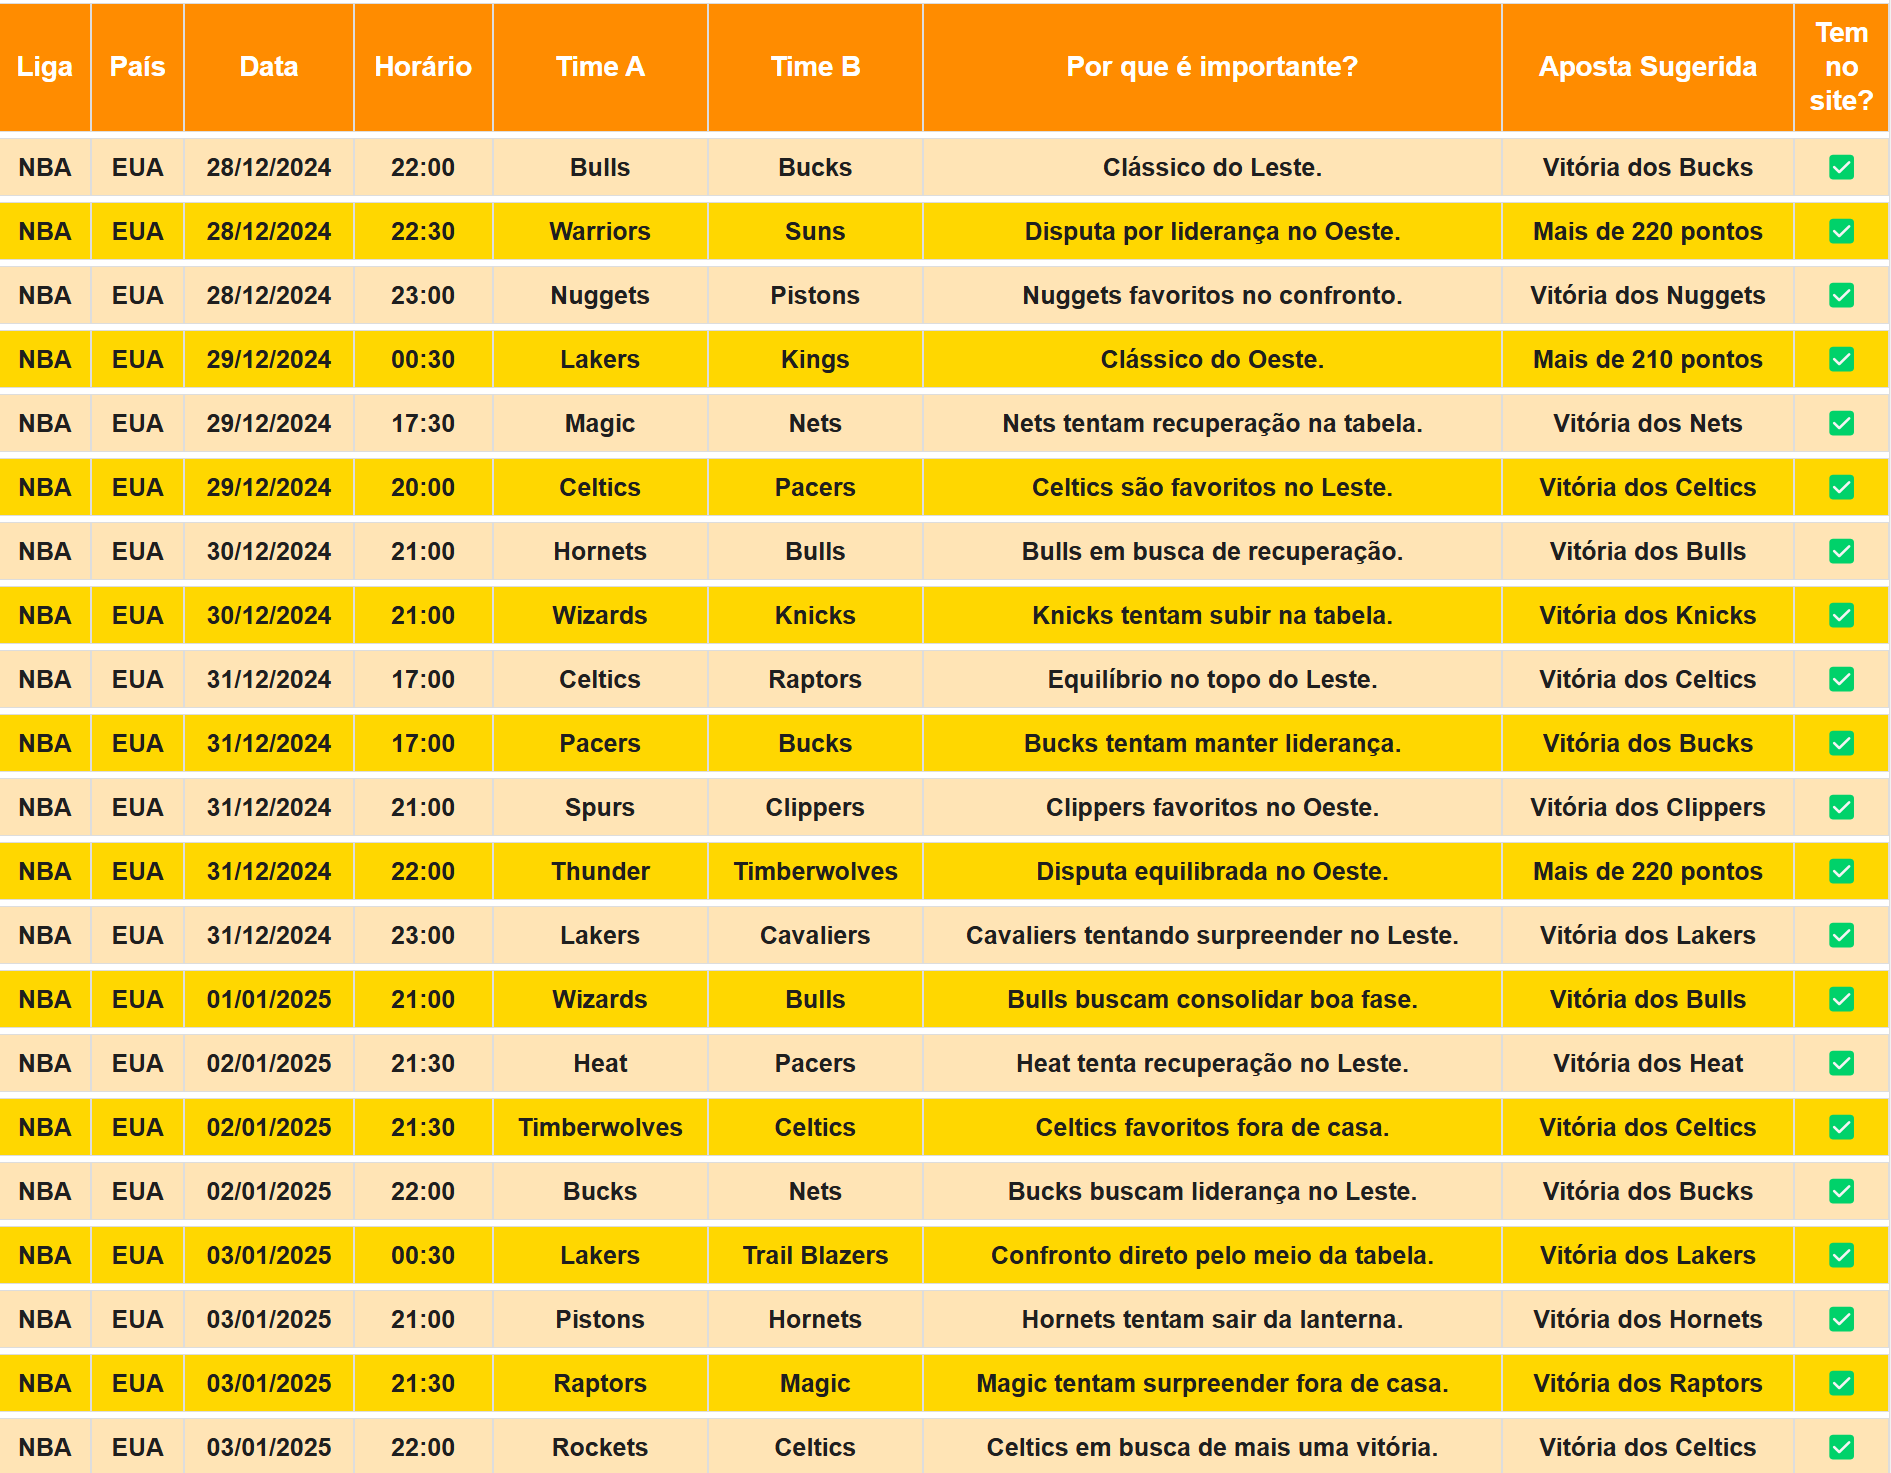 Liga País Data Horário Time A Time B Por que é importante? Aposta Sugerida Tem no site?
NBA EUA 28/12/2024 22:00 Bulls Bucks Clássico do Leste. Vitória dos Bucks ✅
NBA EUA 28/12/2024 22:30 Warriors Suns Disputa por liderança no Oeste. Mais de 220 pontos ✅
NBA EUA 28/12/2024 23:00 Nuggets Pistons Nuggets favoritos no confronto. Vitória dos Nuggets ✅
NBA EUA 29/12/2024 00:30 Lakers Kings Clássico do Oeste. Mais de 210 pontos ✅
NBA EUA 29/12/2024 17:30 Magic Nets Nets tentam recuperação na tabela. Vitória dos Nets ✅
NBA EUA 29/12/2024 20:00 Celtics Pacers Celtics são favoritos no Leste. Vitória dos Celtics ✅
NBA EUA 30/12/2024 21:00 Hornets Bulls Bulls em busca de recuperação. Vitória dos Bulls ✅
NBA EUA 30/12/2024 21:00 Wizards Knicks Knicks tentam subir na tabela. Vitória dos Knicks ✅
NBA EUA 31/12/2024 17:00 Celtics Raptors Equilíbrio no topo do Leste. Vitória dos Celtics ✅
NBA EUA 31/12/2024 17:00 Pacers Bucks Bucks tentam manter liderança. Vitória dos Bucks ✅
NBA EUA 31/12/2024 21:00 Spurs Clippers Clippers favoritos no Oeste. Vitória dos Clippers ✅
NBA EUA 31/12/2024 22:00 Thunder Timberwolves Disputa equilibrada no Oeste. Mais de 220 pontos ✅
NBA EUA 31/12/2024 23:00 Lakers Cavaliers Cavaliers tentando surpreender no Leste. Vitória dos Lakers ✅
NBA EUA 01/01/2025 21:00 Wizards Bulls Bulls buscam consolidar boa fase. Vitória dos Bulls ✅
NBA EUA 02/01/2025 21:30 Heat Pacers Heat tenta recuperação no Leste. Vitória dos Heat ✅
NBA EUA 02/01/2025 21:30 Timberwolves Celtics Celtics favoritos fora de casa. Vitória dos Celtics ✅
NBA EUA 02/01/2025 22:00 Bucks Nets Bucks buscam liderança no Leste. Vitória dos Bucks ✅
NBA EUA 03/01/2025 00:30 Lakers Trail Blazers Confronto direto pelo meio da tabela. Vitória dos Lakers ✅
NBA EUA 03/01/2025 21:00 Pistons Hornets Hornets tentam sair da lanterna. Vitória dos Hornets ✅
NBA EUA 03/01/2025 21:30 Raptors Magic Magic tentam surpreender fora de casa. Vitória dos Raptors ✅
NBA EUA 03/01/2025 22:00 Rockets Celtics Celtics em busca de mais uma vitória. Vitória dos Celtics ✅